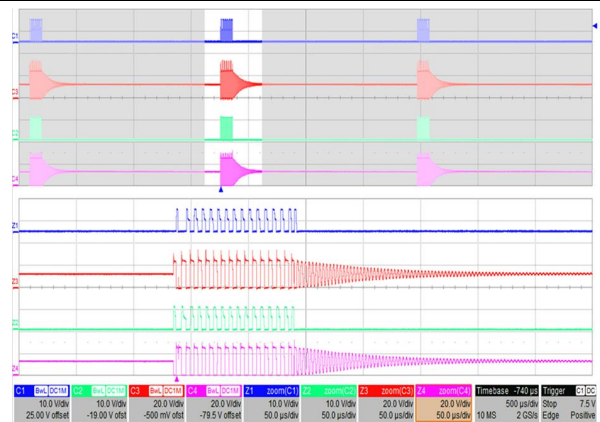 C1
C3
C2
C4
Z1
Z3
Z2
Z4
C1 BwL DC1M
10.0 V/div
25.00 V offset
C2 BwL DC1M
10.0 V/div
-19.00 V ofst
C3 BwL DC1M
20.0 V/div
-500 mV ofst
C4 BwL DC1M
20.0 V/div
-79.5 V offset
Z1 zoom(C1)
10.0 V/div
50.0 µs/div
Z2 zoom(C2)
10.0 V/div
50.0 µs/div
Z3 zoom(C3)
20.0 V/div
50.0 µs/div
Z4 zoom(C4)
20.0 V/div
50.0 µs/div
Timebase -740 µs
500 µs/div
10 MS 2 GS/s
Trigger C1 DC
Stop 7.5 V
Edge Positive